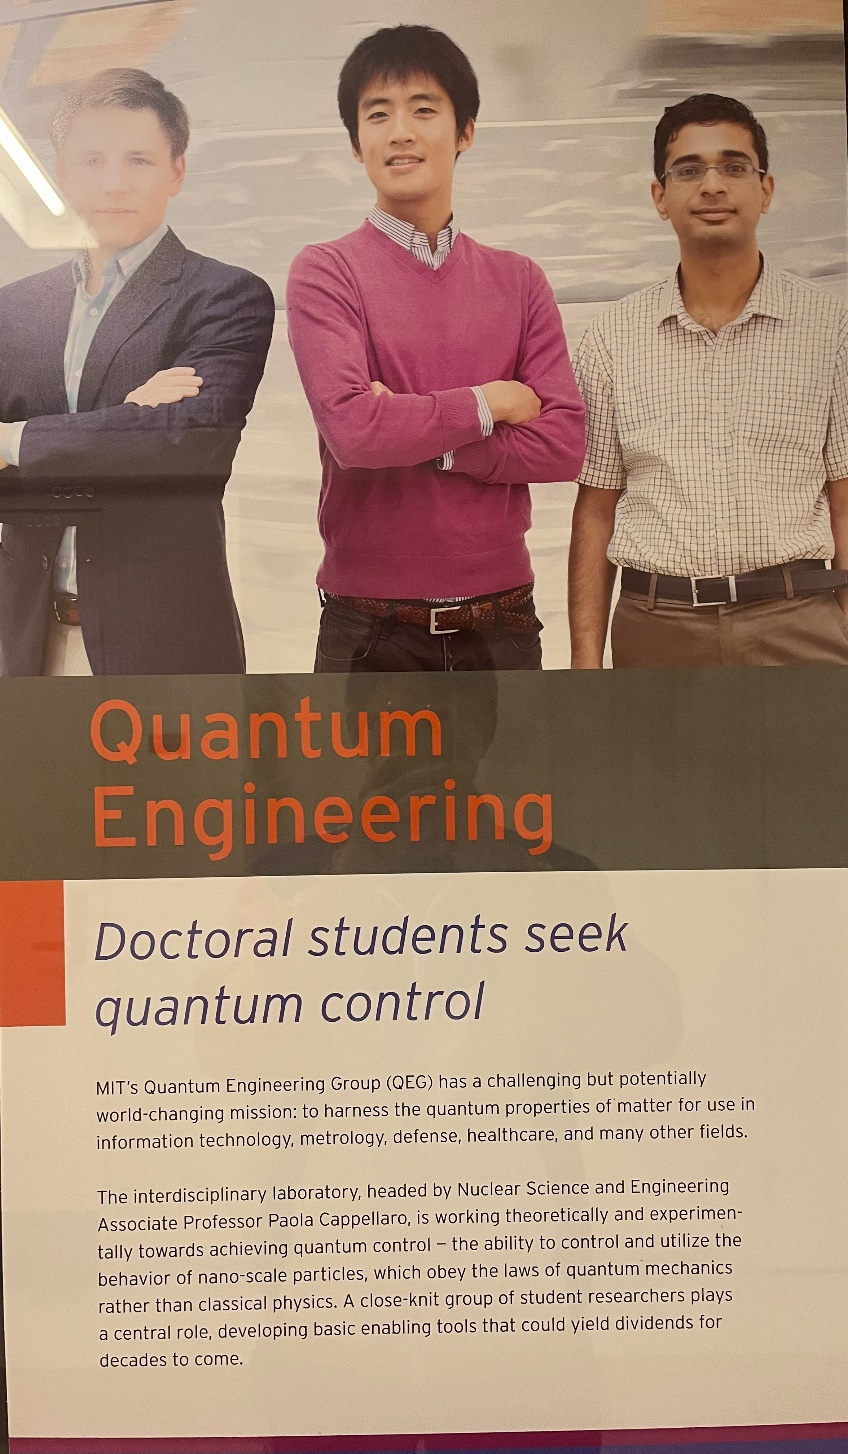 Quantum
Engineering
Doctoral students seek
quantum control
MIT's Quantum Engineering Group (QEG) has a challenging but potentially
world-changing mission: to harness the quantum properties of matter for use in
information technology, metrology, defense, healthcare, and many other fields.
The interdisciplinary laboratory, headed by Nuclear Science and Engineering
Associate Professor Paola Cappellaro, is working theoretically and experimen-
tally towards achieving quantum control – the ability to control and utilize the
behavior of nano-scale particles, which obey the laws of quantum mechanics
rather than classical physics. A close-knit group of student researchers plays
a central role, developing basic enabling tools that could yield dividends for
decades to come.